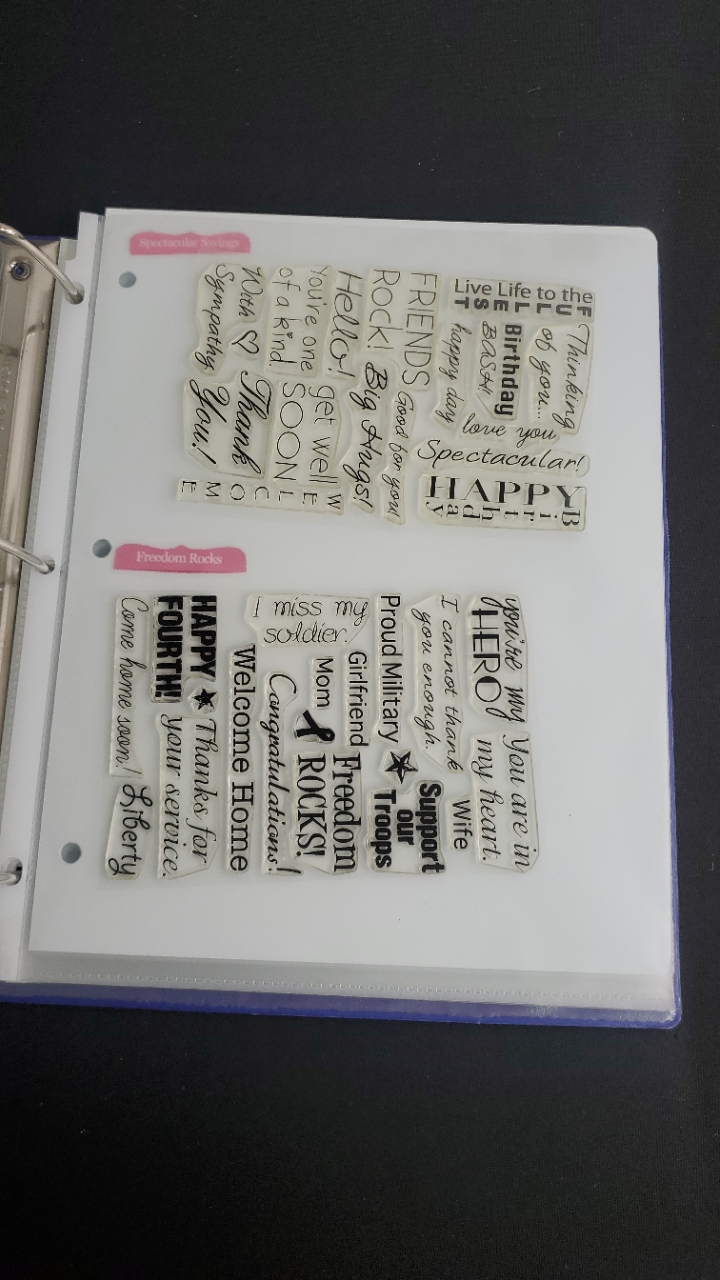 Spectacular Sayings
Live Life to the
FULLEST
Thinking
of you...
Birthday
BASH!
happy day
love you
Spectacular!
HAPPY
Birthday
FRIENDS
ROCK!
Good for you!
Big Hugs!
Hello!
You're one
of a kind.
get well
SOON
With ♡
Sympathy
Thank
You!
WELCOME
Freedom Rocks
you're my
HERO
You are in
my heart.
I cannot thank
you enough.
Wife
Proud Military
Support
our
Troops
I miss my
soldier.
Girlfriend
Mom
Freedom
ROCKS!
Congratulations!
Welcome Home
HAPPY
FOURTH!
Thanks for
your service.
Come home soon!
Liberty